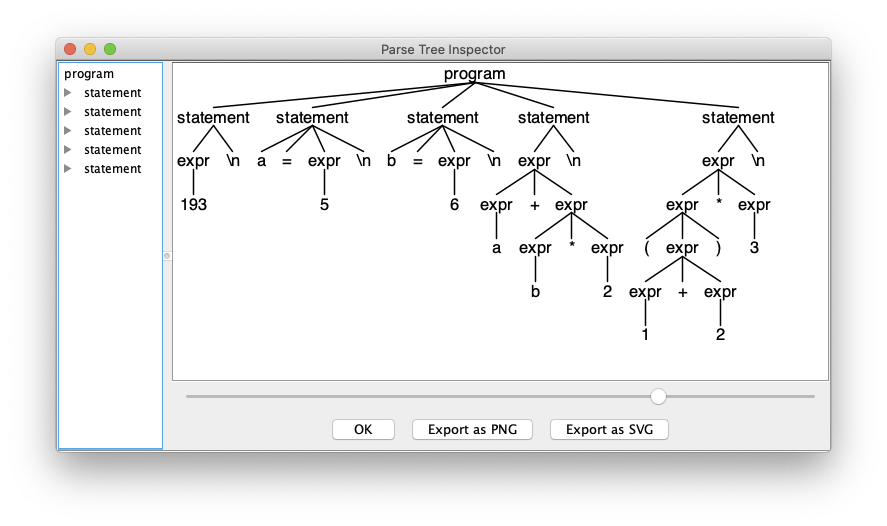 Parse Tree Inspector
program
statement
statement
statement
statement
statement
program
statement statement statement statement statement
expr \n a = expr \n b = expr \n expr \n expr \n
193 5 6 expr + expr expr * expr
a expr * expr ( expr ) 3
b 2 expr + expr
1 2
OK Export as PNG Export as SVG